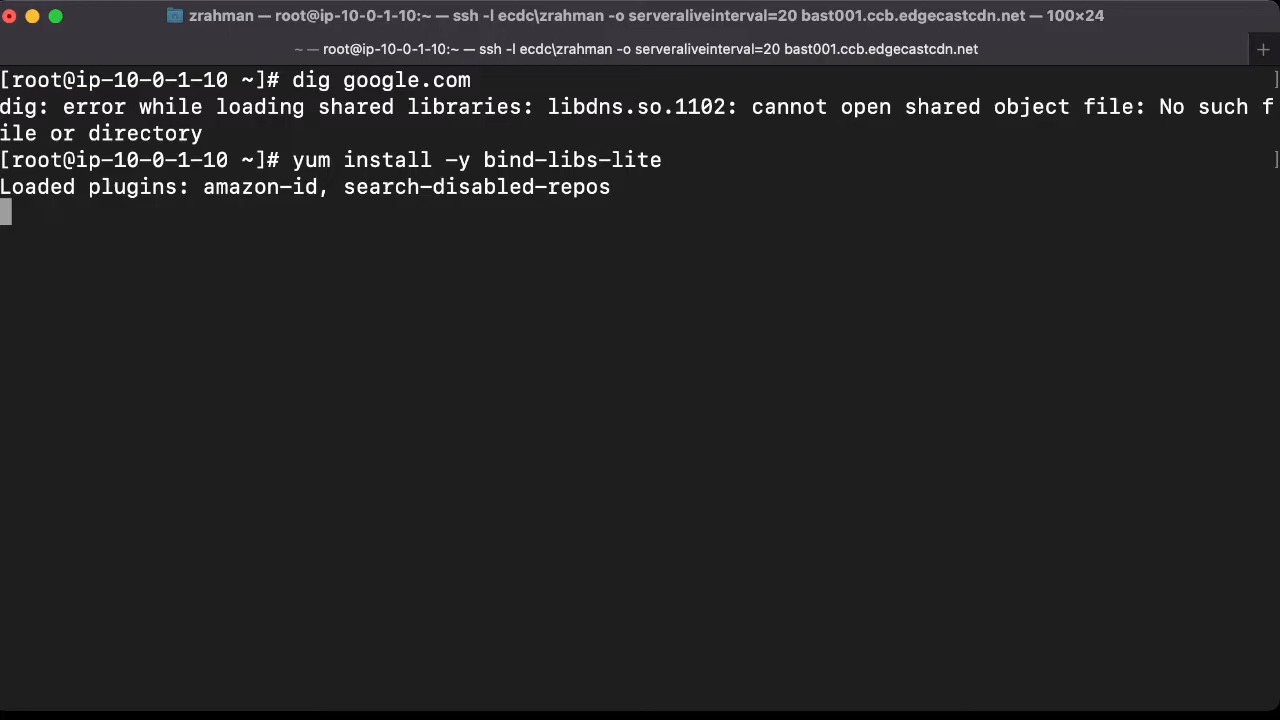 zrahman — root@ip-10-0-1-10:~ — ssh -l ecdc\zrahman -o serveraliveinterval=20 bast001.ccb.edgecastcdn.net — 100×24
~ — root@ip-10-0-1-10:~ — ssh -l ecdc\zrahman -o serveraliveinterval=20 bast001.ccb.edgecastcdn.net +
[root@ip-10-0-1-10 ~]# dig google.com ]
dig: error while loading shared libraries: libdns.so.1102: cannot open shared object file: No such f
ile or directory
[root@ip-10-0-1-10 ~]# yum install -y bind-libs-lite ]
Loaded plugins: amazon-id, search-disabled-repos